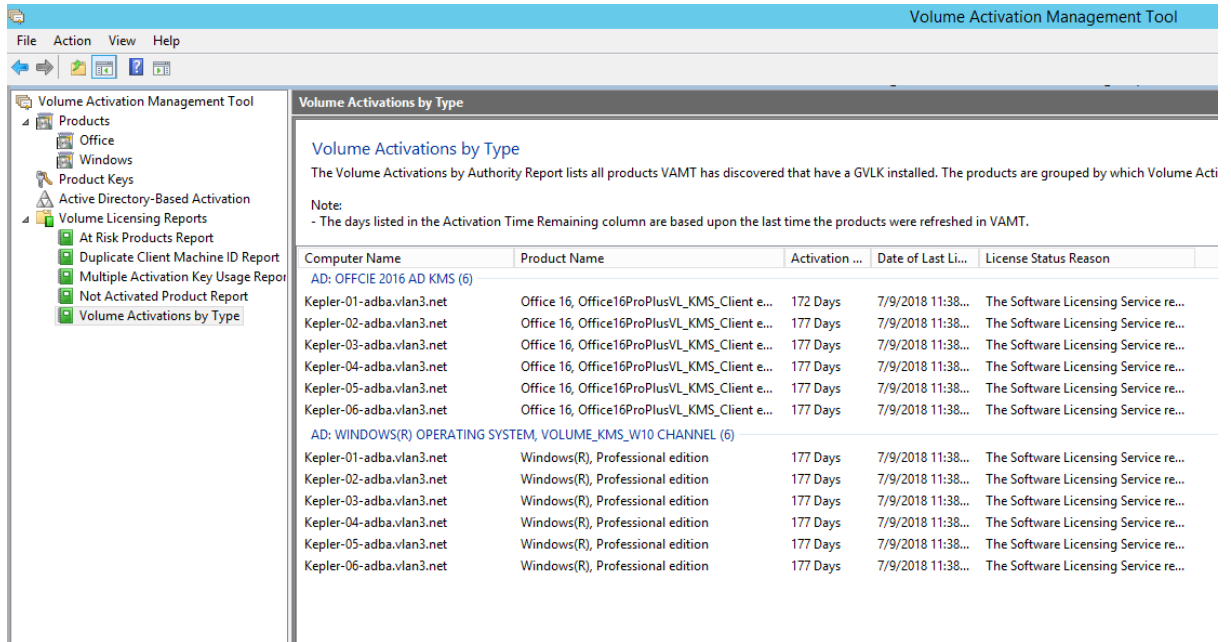 Volume Activation Management Tool
File Action View Help
Volume Activation Management Tool
Products
Office
Windows
Product Keys
Active Directory-Based Activation
Volume Licensing Reports
At Risk Products Report
Duplicate Client Machine ID Report
Multiple Activation Key Usage Repor
Not Activated Product Report
Volume Activations by Type
Volume Activations by Type
Volume Activations by Type
The Volume Activations by Authority Report lists all products VAMT has discovered that have a GVLK installed. The products are grouped by which Volume Acti
Note:
- The days listed in the Activation Time Remaining column are based upon the last time the products were refreshed in VAMT.
Computer Name Product Name Activation ... Date of Last Li... License Status Reason
AD: OFFCIE 2016 AD KMS (6)
Kepler-01-adba.vlan3.net Office 16, Office16ProPlusVL_KMS_Client e... 172 Days 7/9/2018 11:38... The Software Licensing Service re...
Kepler-02-adba.vlan3.net Office 16, Office16ProPlusVL_KMS_Client e... 177 Days 7/9/2018 11:38... The Software Licensing Service re...
Kepler-03-adba.vlan3.net Office 16, Office16ProPlusVL_KMS_Client e... 177 Days 7/9/2018 11:38... The Software Licensing Service re...
Kepler-04-adba.vlan3.net Office 16, Office16ProPlusVL_KMS_Client e... 177 Days 7/9/2018 11:38... The Software Licensing Service re...
Kepler-05-adba.vlan3.net Office 16, Office16ProPlusVL_KMS_Client e... 177 Days 7/9/2018 11:38... The Software Licensing Service re...
Kepler-06-adba.vlan3.net Office 16, Office16ProPlusVL_KMS_Client e... 177 Days 7/9/2018 11:38... The Software Licensing Service re...
AD: WINDOWS(R) OPERATING SYSTEM, VOLUME_KMS_W10 CHANNEL (6)
Kepler-01-adba.vlan3.net Windows(R), Professional edition 177 Days 7/9/2018 11:38... The Software Licensing Service re...
Kepler-02-adba.vlan3.net Windows(R), Professional edition 177 Days 7/9/2018 11:38... The Software Licensing Service re...
Kepler-03-adba.vlan3.net Windows(R), Professional edition 177 Days 7/9/2018 11:38... The Software Licensing Service re...
Kepler-04-adba.vlan3.net Windows(R), Professional edition 177 Days 7/9/2018 11:38... The Software Licensing Service re...
Kepler-05-adba.vlan3.net Windows(R), Professional edition 177 Days 7/9/2018 11:38... The Software Licensing Service re...
Kepler-06-adba.vlan3.net Windows(R), Professional edition 177 Days 7/9/2018 11:38... The Software Licensing Service re...